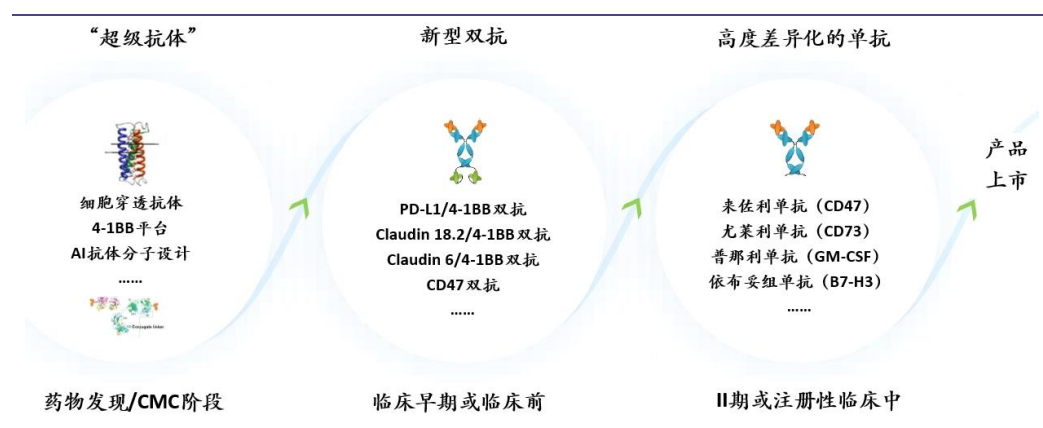 “超级抗体”
细胞穿透抗体
4-1BB平台
AI抗体分子设计
……
药物发现/CMC阶段
新型双抗
PD-L1/4-1BB双抗
Claudin 18.2/4-1BB双抗
Claudin 6/4-1BB双抗
CD47双抗
……
临床早期或临床前
高度差异化的单抗
来佐利单抗（CD47）
尤莱利单抗（CD73）
普那利单抗（GM-CSF）
依布妥组单抗（B7-H3）
……
II期或注册性临床中
产品
上市